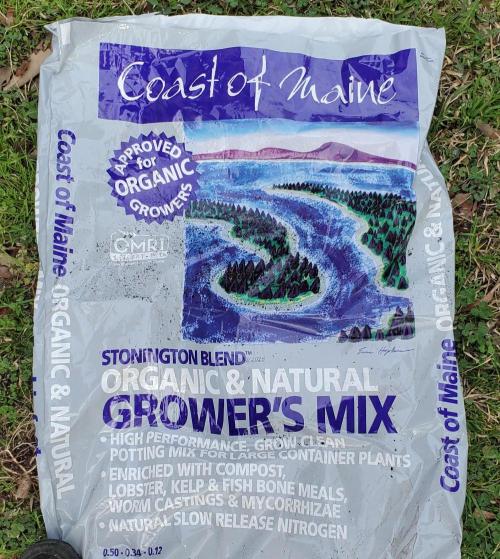 Coast of Maine
APPROVED
for
ORGANIC
GROWERS
OMRI
LISTED
STONINGTON BLEND™
ORGANIC & NATURAL
GROWER'S MIX
• HIGH PERFORMANCE, GROW CLEAN
POTTING MIX FOR LARGE CONTAINER PLANTS
• ENRICHED WITH COMPOST,
LOBSTER, KELP & FISH BONE MEALS,
WORM CASTINGS & MYCORRHIZAE
• NATURAL SLOW RELEASE NITROGEN
0.50 - 0.34 - 0.12
Coast of Maine ORGANIC & NATURAL
Coast of Maine ORGANIC & NATU